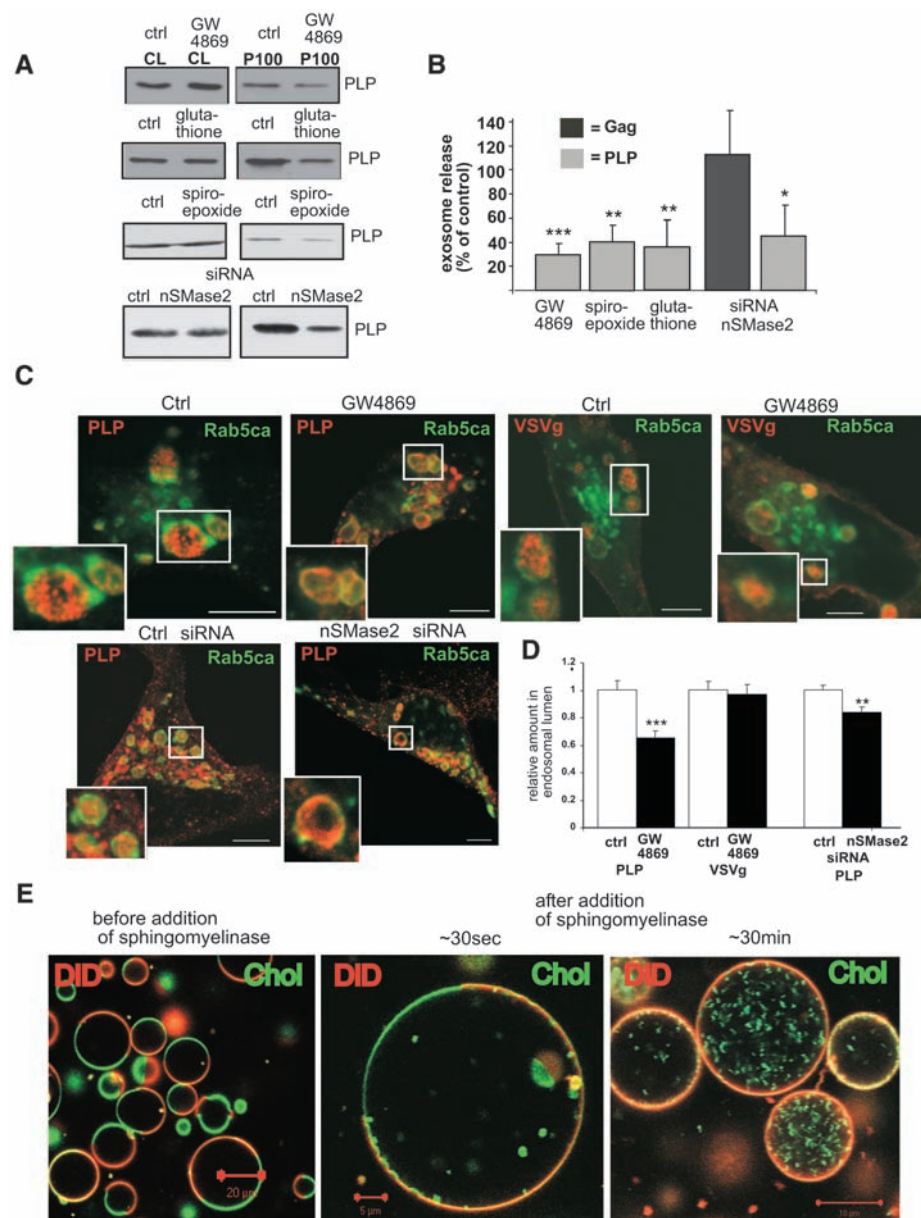 A
ctrl GW 4869 ctrl GW 4869
CL CL P100 P100
PLP
ctrl gluta- thione ctrl gluta- thione
PLP
ctrl spiro- epoxide ctrl spiro- epoxide
PLP
siRNA
ctrl nSMase2 ctrl nSMase2
PLP
B
exosome release
(% of control)
140
120
100
80
60
40
20
= Gag
= PLP
*** ** ** *
GW 4869 spiro- epoxide gluta- thione siRNA nSMase2
C
Ctrl GW4869 Ctrl GW4869
PLP Rab5ca PLP Rab5ca VSVg Rab5ca VSVg Rab5ca
Ctrl siRNA nSMase2 siRNA
PLP Rab5ca PLP Rab5ca
D
relative amount in
endosomal lumen
1.2
1
0.8
0.6
0.4
0.2
0
*** **
ctrl GW 4869 ctrl GW 4869 ctrl nSMase2
siRNA
PLP VSVg PLP
E
before addition
of sphingomyelinase
after addition
of sphingomyelinase
~30sec ~30min
DID Chol DID Chol DID Chol
20 µm 5 µm 10 µm